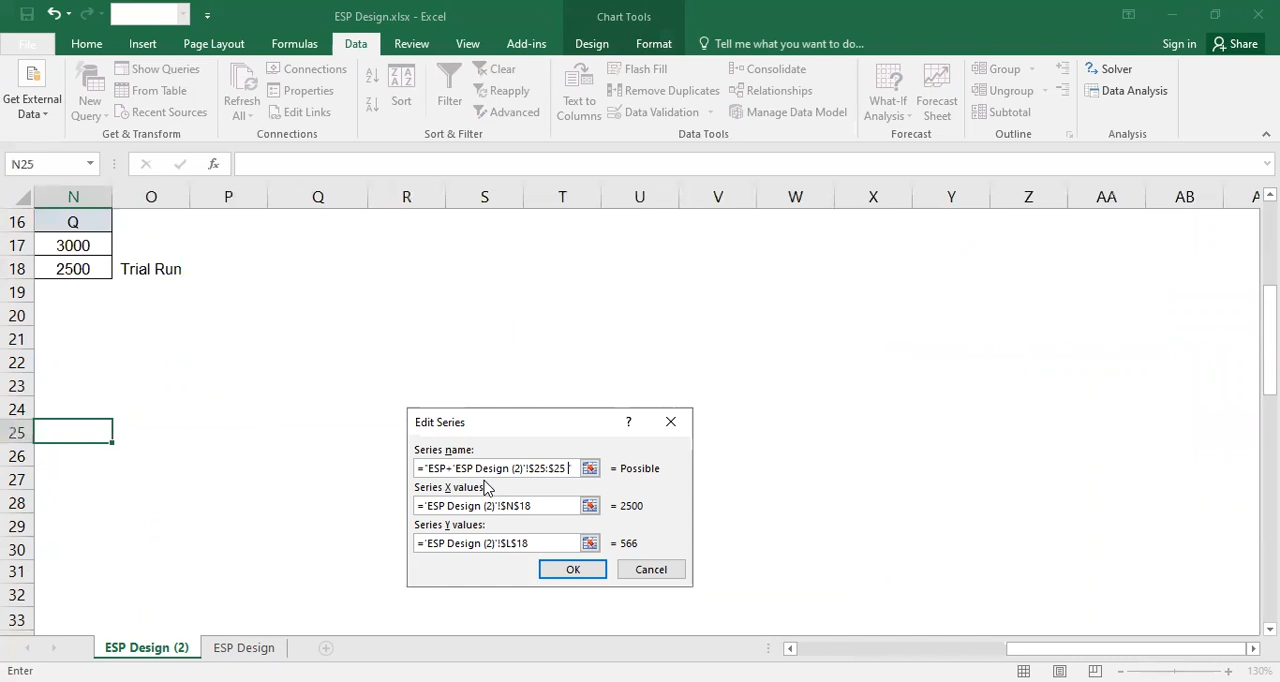 ESP Design.xlsx - Excel
Chart Tools
File
Home
Insert
Page Layout
Formulas
Data
Review
View
Add-ins
Design
Format
Tell me what you want to do...
Sign in
Share
Get External Data
New Query
Show Queries
From Table
Recent Sources
Get & Transform
Refresh All
Connections
Properties
Edit Links
Connections
Sort
Filter
Clear
Reapply
Advanced
Sort & Filter
Text to Columns
Flash Fill
Remove Duplicates
Data Validation
Consolidate
Relationships
Manage Data Model
Data Tools
What-If Analysis
Forecast Sheet
Forecast
Group
Ungroup
Subtotal
Outline
Solver
Data Analysis
Analysis
N25
fx
N O P Q R S T U V W X Y Z AA AB
16 Q
17 3000
18 2500 Trial Run
19
20
21
22
23
24
25
26
27
28
29
30
31
32
33
Edit Series
?
Series name:
='ESP+'ESP Design (2)'!$25:$25 = Possible
Series X values:
='ESP Design (2)'!$N$18 = 2500
Series Y values:
='ESP Design (2)'!$L$18 = 566
OK
Cancel
ESP Design (2)
ESP Design
Enter
130%